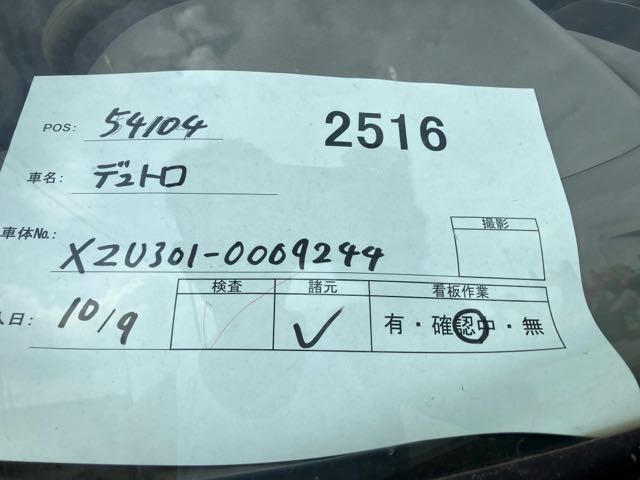 POS: 54104 2516
車名: デュトロ
車体No. XZU301-0009244
撮影
入日: 10/9
検査 諸元 看板作業
✓ 有・確認中・無